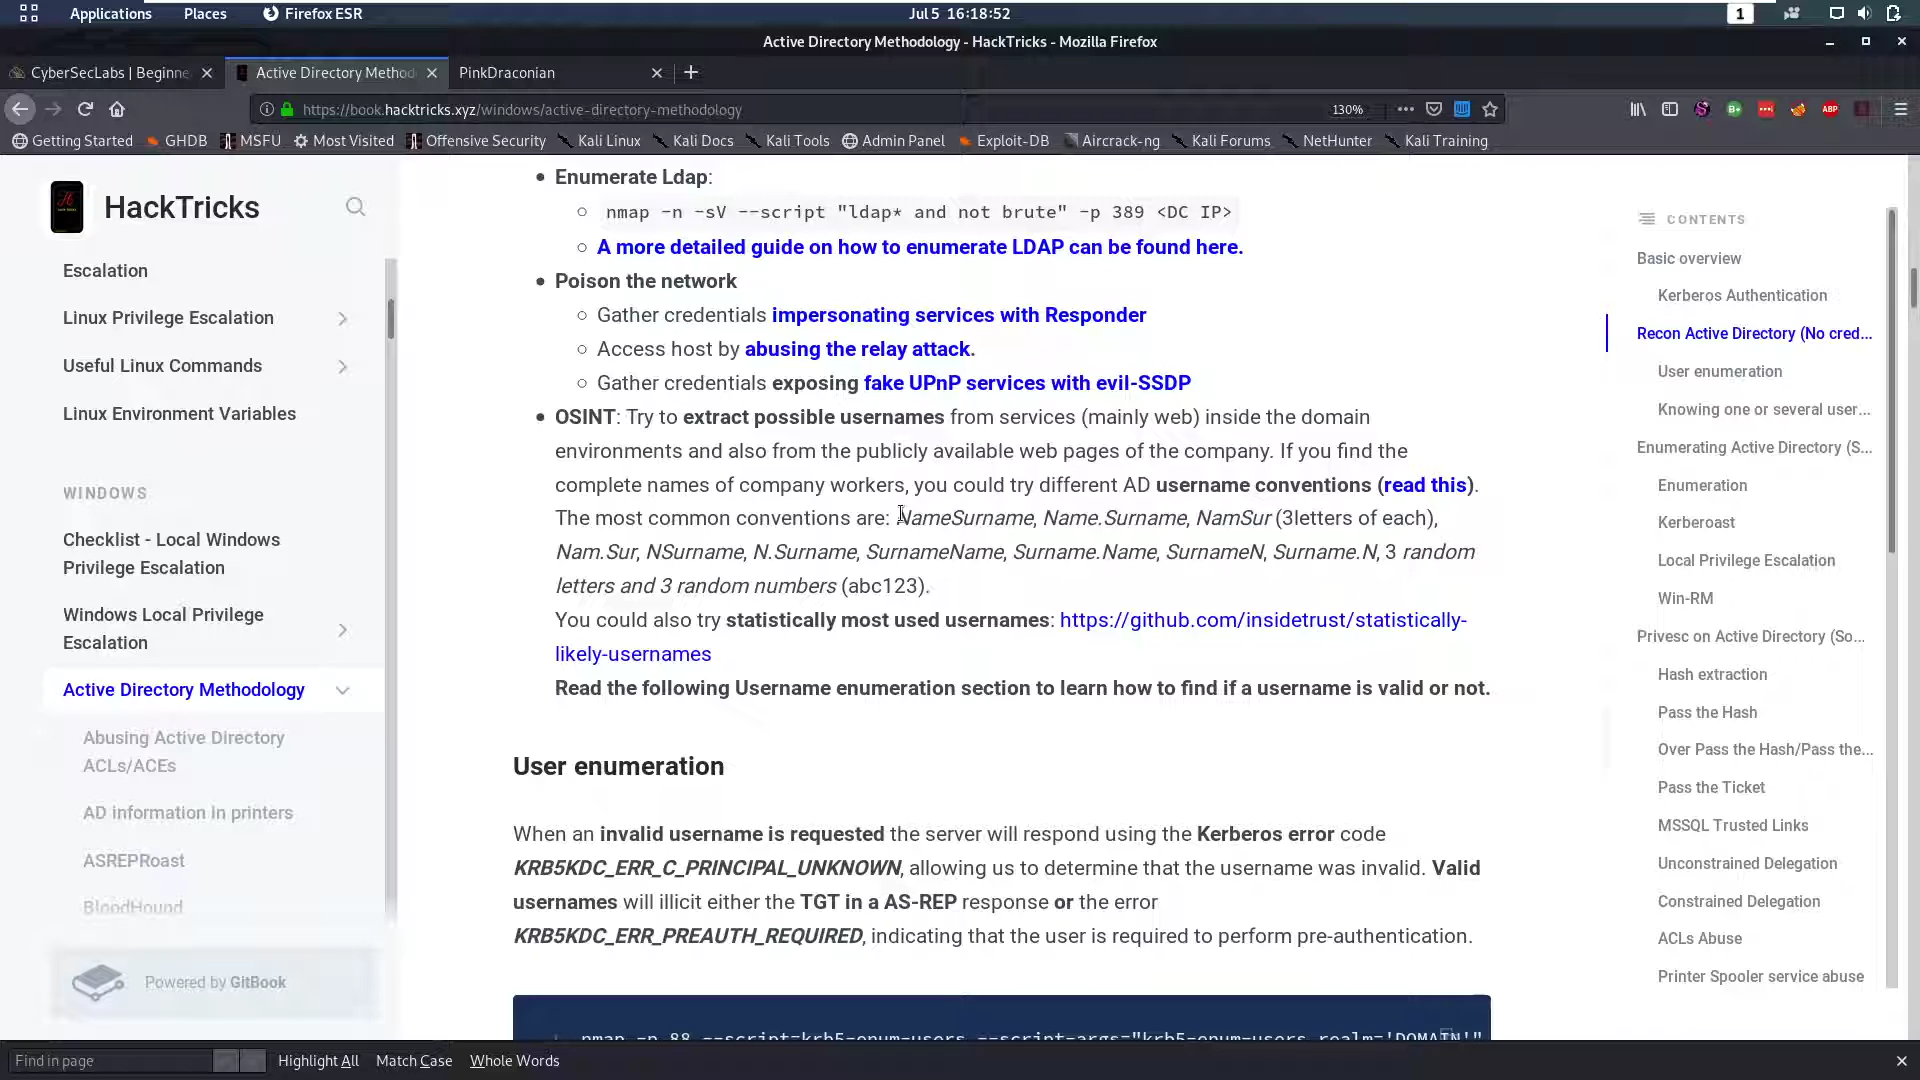 Applications Places Firefox ESR Jul 5 16:18:52 1
Active Directory Methodology - HackTricks - Mozilla Firefox
CyberSecLabs | Beginne Active Directory Method PinkDraconian
https://book.hacktricks.xyz/windows/active-directory-methodology 130% ABP
Getting Started GHDB MSFU Most Visited Offensive Security Kali Linux Kali Docs Kali Tools Admin Panel Exploit-DB Aircrack-ng Kali Forums NetHunter Kali Training
HackTricks
Escalation
Linux Privilege Escalation
Useful Linux Commands
Linux Environment Variables
WINDOWS
Checklist - Local Windows
Privilege Escalation
Windows Local Privilege
Escalation
Active Directory Methodology
Abusing Active Directory
ACLs/ACEs
AD information in printers
ASREPRoast
BloodHound
Powered by GitBook
• Enumerate Ldap:
nmap -n -sV --script "ldap* and not brute" -p 389 <DC IP>
A more detailed guide on how to enumerate LDAP can be found here.
• Poison the network
Gather credentials impersonating services with Responder
Access host by abusing the relay attack.
Gather credentials exposing fake UPnP services with evil-SSDP
• OSINT: Try to extract possible usernames from services (mainly web) inside the domain
environments and also from the publicly available web pages of the company. If you find the
complete names of company workers, you could try different AD username conventions (read this).
The most common conventions are: NameSurname, Name.Surname, NamSur (3letters of each),
Nam.Sur, NSurname, N.Surname, SurnameName, Surname.Name, SurnameN, Surname.N, 3 random
letters and 3 random numbers (abc123).
You could also try statistically most used usernames: https://github.com/insidetrust/statistically-
likely-usernames
Read the following Username enumeration section to learn how to find if a username is valid or not.
User enumeration
When an invalid username is requested the server will respond using the Kerberos error code
KRB5KDC_ERR_C_PRINCIPAL_UNKNOWN, allowing us to determine that the username was invalid. Valid
usernames will illicit either the TGT in a AS-REP response or the error
KRB5KDC_ERR_PREAUTH_REQUIRED, indicating that the user is required to perform pre-authentication.
nmap -p 88 --script=krb5-enum-users --script-args="krb5-enum-users.realm='DOMAIN'"
CONTENTS
Basic overview
Kerberos Authentication
Recon Active Directory (No cred...
User enumeration
Knowing one or several user...
Enumerating Active Directory (S...
Enumeration
Kerberoast
Local Privilege Escalation
Win-RM
Privesc on Active Directory (So...
Hash extraction
Pass the Hash
Over Pass the Hash/Pass the...
Pass the Ticket
MSSQL Trusted Links
Unconstrained Delegation
Constrained Delegation
ACLs Abuse
Printer Spooler service abuse
Find in page Highlight All Match Case Whole Words